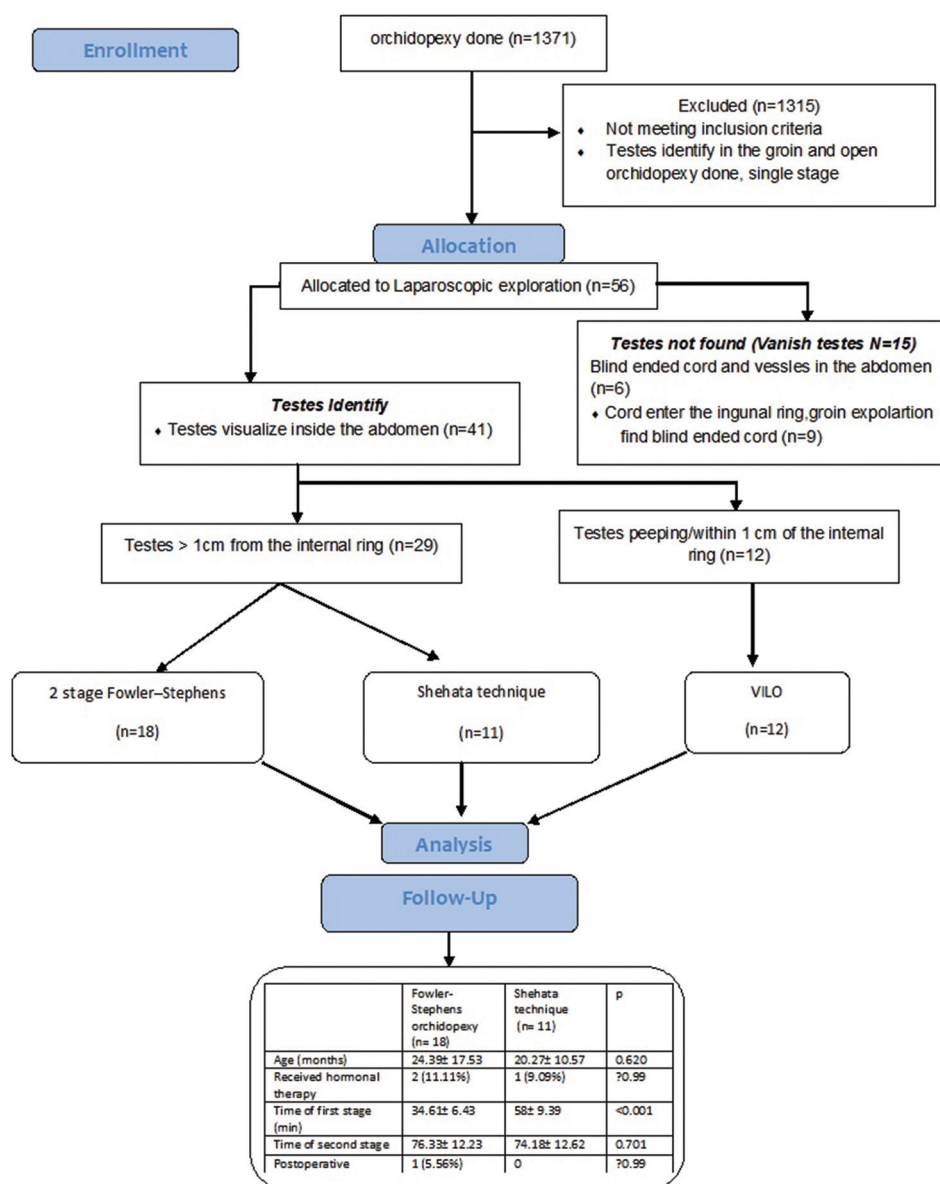 Enrollment
orchidopexy done (n=1371)
Excluded (n=1315)
♦ Not meeting inclusion criteria
♦ Testes identify in the groin and open
orchidopexy done, single stage
Allocation
Allocated to Laparoscopic exploration (n=56)
Testes not found (Vanish testes N=15)
Blind ended cord and vessles in the abdomen
(n=6)
♦ Cord enter the ingunal ring,groin expolartion
find blind ended cord (n=9)
Testes Identify
♦ Testes visualize inside the abdomen (n=41)
Testes > 1cm from the internal ring (n=29)
Testes peeping/within 1 cm of the internal
ring (n=12)
2 stage Fowler–Stephens
(n=18)
Shehata technique
(n=11)
VILO
(n=12)
Analysis
Follow-Up
Fowler-
Stephens
orchidopexy
(n= 18)
Shehata
technique
(n= 11)
p
Age (months) 24.39± 17.53 20.27± 10.57 0.620
Received hormonal
therapy
2 (11.11%) 1 (9.09%) ?0.99
Time of first stage
(min)
34.61± 6.43 58± 9.39 <0.001
Time of second stage 76.33± 12.23 74.18± 12.62 0.701
Postoperative 1 (5.56%) 0 ?0.99